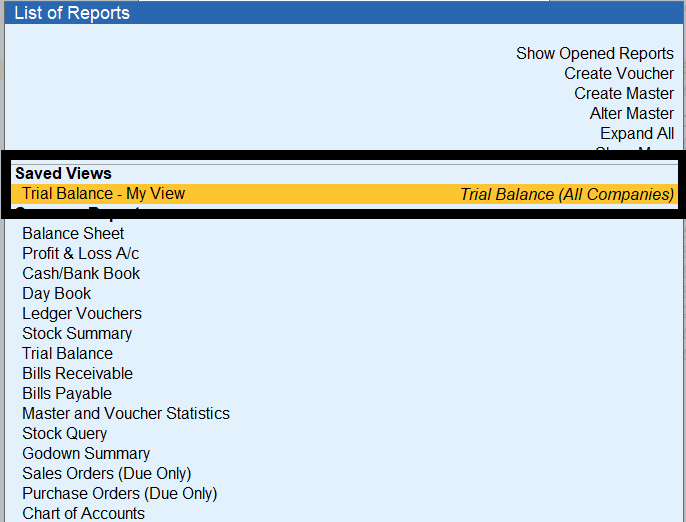 List of Reports
Show Opened Reports
Create Voucher
Create Master
Alter Master
Expand All
Saved Views
Trial Balance - My View Trial Balance (All Companies)
Balance Sheet
Profit & Loss A/c
Cash/Bank Book
Day Book
Ledger Vouchers
Stock Summary
Trial Balance
Bills Receivable
Bills Payable
Master and Voucher Statistics
Stock Query
Godown Summary
Sales Orders (Due Only)
Purchase Orders (Due Only)
Chart of Accounts